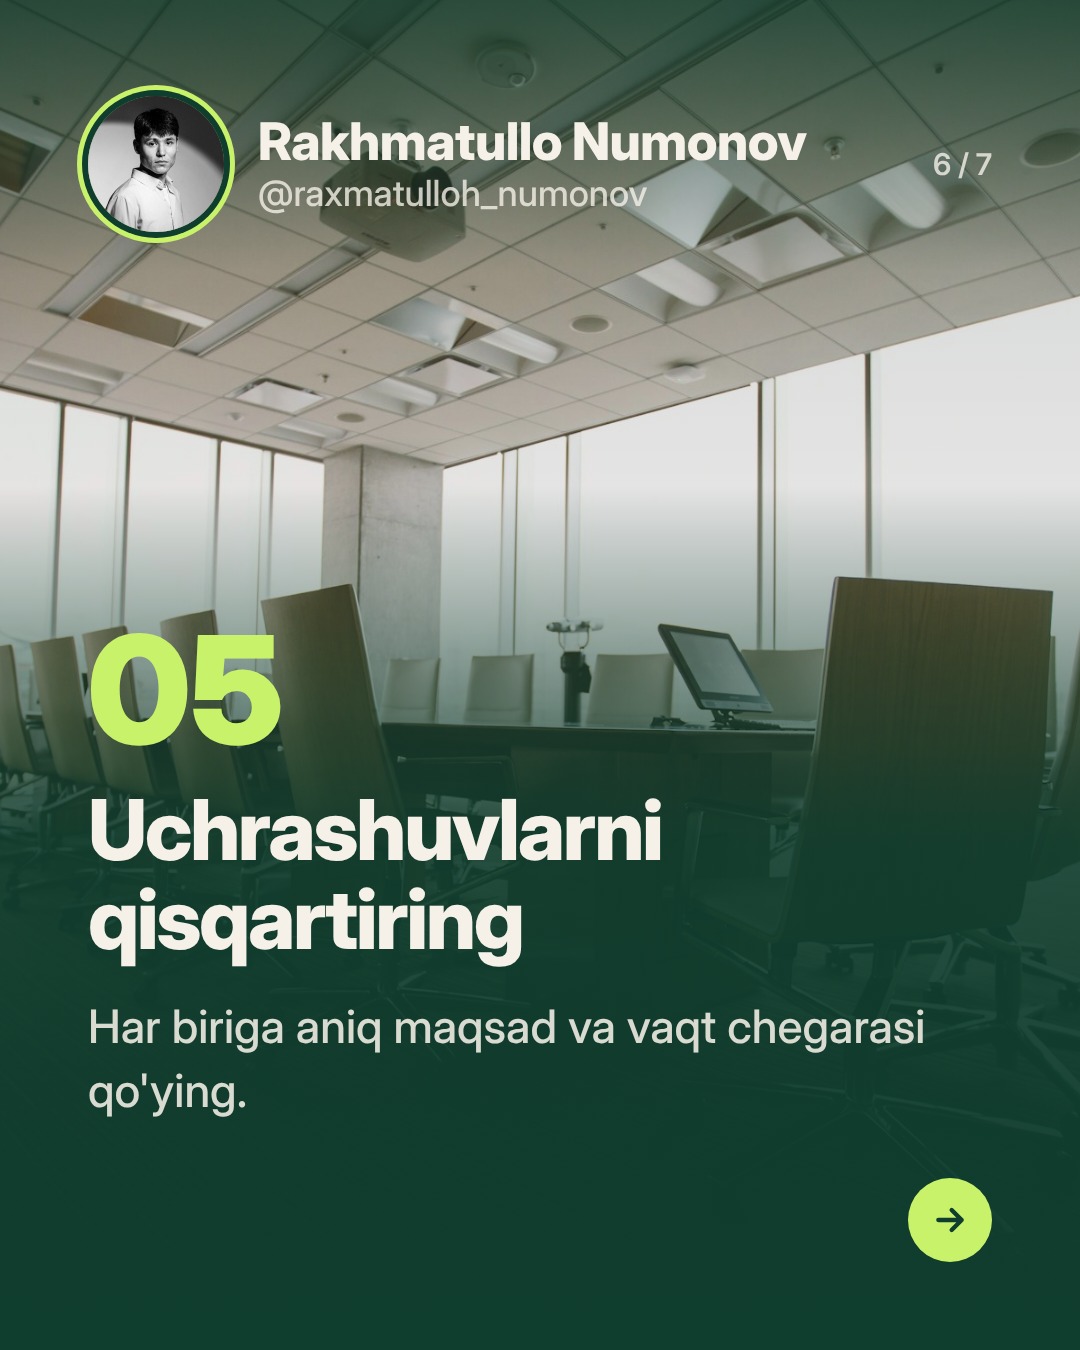 Rakhmatullo Numonov
@raxmatulloh_numonov
6 / 7
05
Uchrashuvlarni
qisqartiring
Har biriga aniq maqsad va vaqt chegarasi
qo'ying.